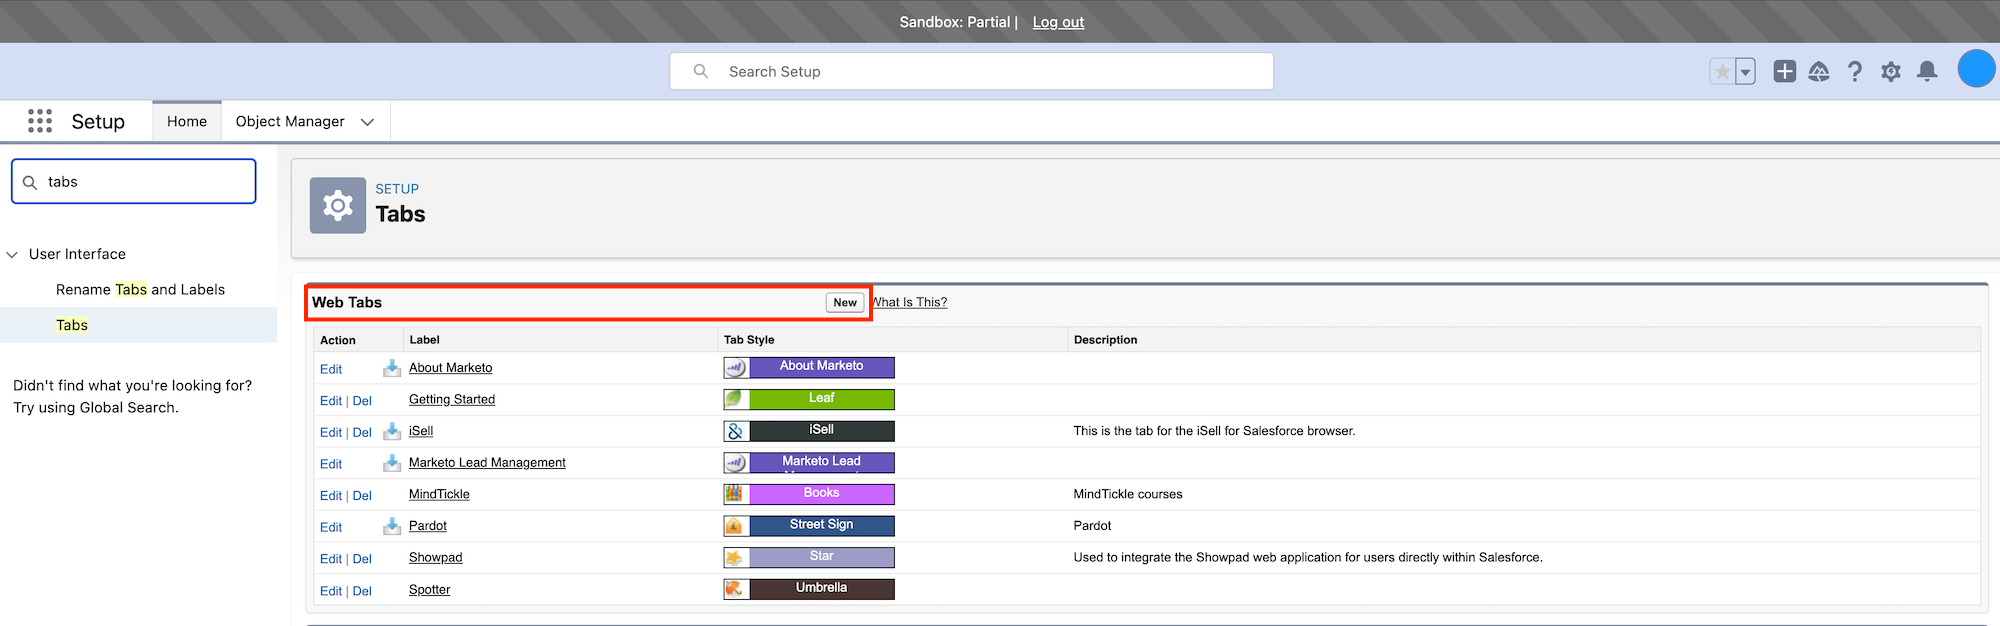 Sandbox: Partial | Log out
Search Setup
Setup Home Object Manager
tabs
SETUP
Tabs
User Interface
Rename Tabs and Labels
Tabs
Didn't find what you're looking for?
Try using Global Search.
Web Tabs New What Is This?
Action Label Tab Style Description
Edit About Marketo About Marketo
Edit | Del Getting Started Leaf
Edit | Del iSell iSell This is the tab for the iSell for Salesforce browser.
Edit Marketo Lead Management Marketo Lead
Edit | Del MindTickle Books MindTickle courses
Edit Pardot Street Sign Pardot
Edit | Del Showpad Star Used to integrate the Showpad web application for users directly within Salesforce.
Edit | Del Spotter Umbrella